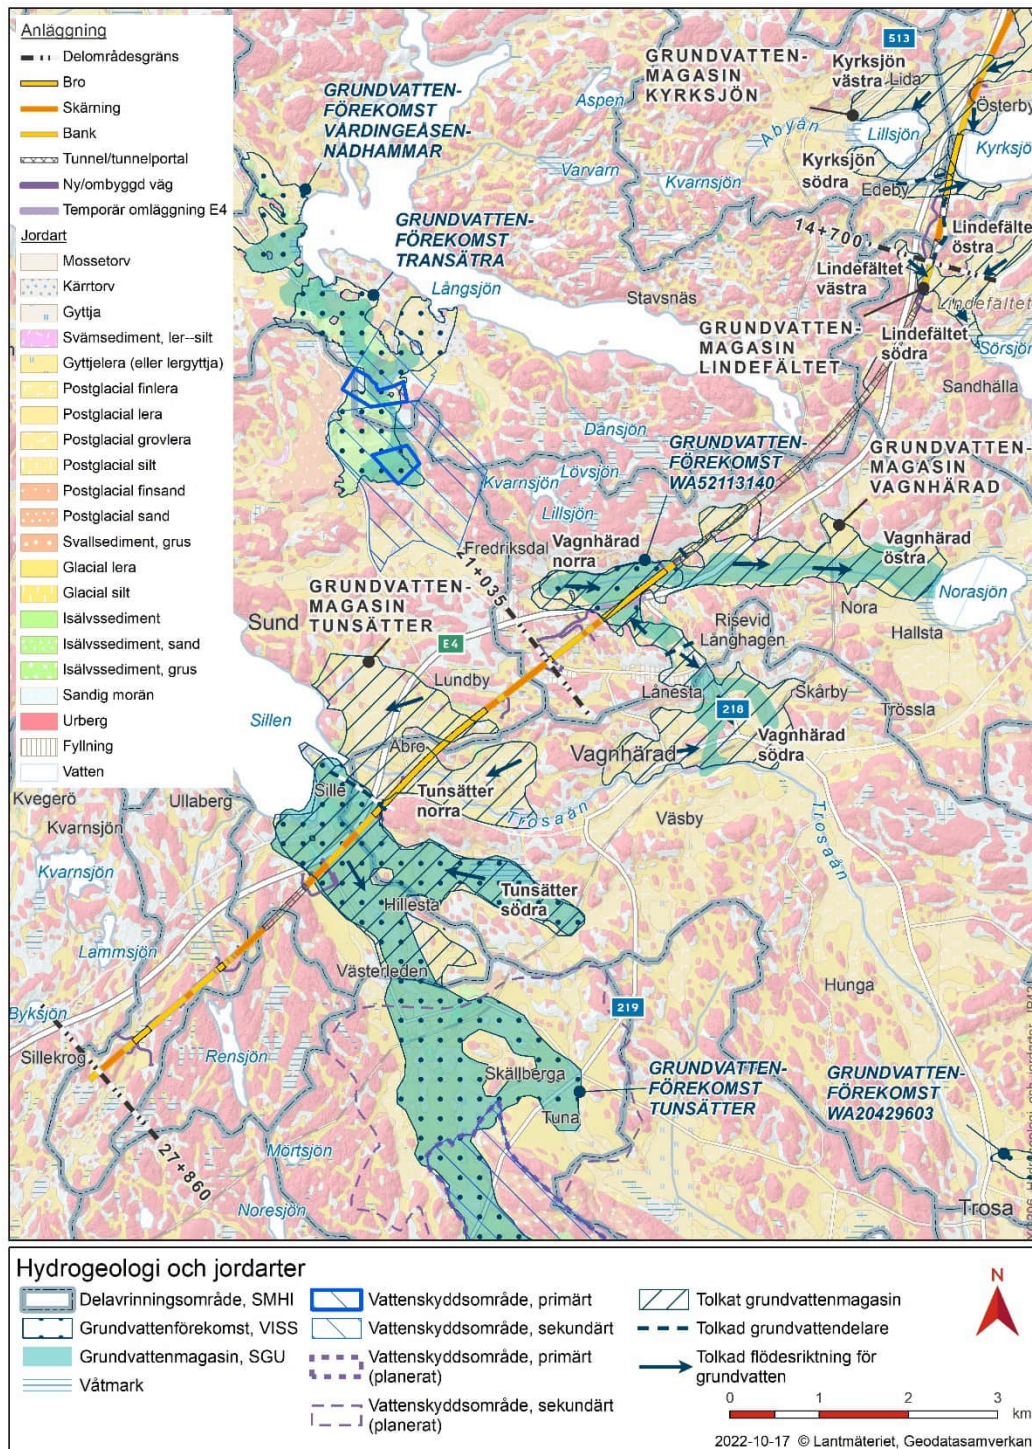 Anläggning
Delområdesgräns
Bro
Skärning
Bank
Tunnel/tunnelportal
Ny/ombyggd väg
Temporär omläggning E4
Jordart
Mossetorv
Kärrtorv
Gyttja
Svämsediment, ler--silt
Gyttjelera (eller lergyttja)
Postglacial finlera
Postglacial lera
Postglacial grovlera
Postglacial silt
Postglacial finsand
Postglacial sand
Svallsediment, grus
Glacial lera
Glacial silt
Isälvssediment
Isälvssediment, sand
Isälvssediment, grus
Sandig morän
Urberg
Fyllning
Vatten
513
GRUNDVATTEN-
MAGASIN
KYRKSJÖN
Kyrksjön
västra
Lida
Österby
Aspen
Åbyån
Lillsjön
Kyrksjö
GRUNDVATTEN-
FÖREKOMST
VÅRDINGEÅSEN-
NÅDHAMMAR
Varvarn
Kvarnsjön
Kyrksjön
södra
Edeby
14+700
Lindefältet
östra
GRUNDVATTEN-
FÖREKOMST
TRANSÄTRA
Långsjön
Stavsnäs
Lindefältet
västra
Lindefältet
GRUNDVATTEN-
MAGASIN
LINDEFÄLTET
Lindefältet
södra
Sörsjön
Sandhälla
Dånsjön
GRUNDVATTEN-
FÖREKOMST
WA52113140
GRUNDVATTEN-
MAGASIN
VAGNHÄRAD
Lövsjön
Kvarnsjön
Lillsjön
Fredriksdal
Vagnhärad
norra
Vagnhärad
östra
21+035
GRUNDVATTEN-
MAGASIN
TUNSÄTTER
Sund
E4
Norasjön
Nora
Hallsta
Risevid
Långhagen
Lundby
Lånesta
Skårby
Trössla
218
Sillen
Åbro
Vagnhärad
Vagnhärad
södra
Sille
Tunsätter
norra
Trosaån
Väsby
Trosaån
Kvegerö
Ullaberg
Kvarnsjön
Kvarnsjön
Hillesta
Tunsätter
södra
Lammsjön
Västerleden
Hunga
219
Byksjön
Sillekrog
Rensjön
Skällberga
Tuna
GRUNDVATTEN-
FÖREKOMST
TUNSÄTTER
GRUNDVATTEN-
FÖREKOMST
WA20429603
27+860
Mörtsjön
Noresjön
Trosa
Hydrogeologi och jordarter
Delavrinningsområde, SMHI
Grundvattenförekomst, VISS
Grundvattenmagasin, SGU
Våtmark
Vattenskyddsområde, primärt
Vattenskyddsområde, sekundärt
Vattenskyddsområde, primärt
(planerat)
Vattenskyddsområde, sekundärt
(planerat)
Tolkat grundvattenmagasin
Tolkad grundvattendelare
Tolkad flödesriktning för
grundvatten
N
0 1 2 3
km
2022-10-17 © Lantmäteriet, Geodatasamverkan